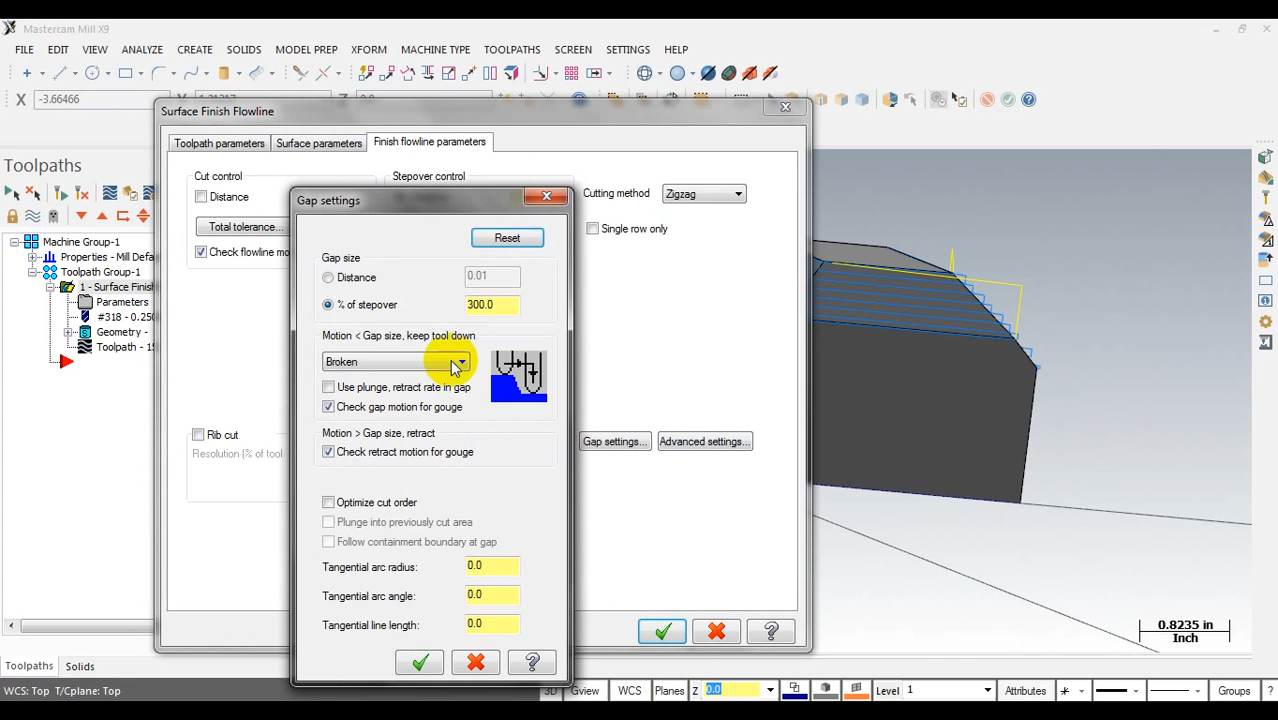 Mastercam Mill X9
FILE EDIT VIEW ANALYZE CREATE SOLIDS MODEL PREP XFORM MACHINE TYPE TOOLPATHS SCREEN SETTINGS HELP
X -3.66466
Surface Finish Flowline
Toolpath parameters Surface parameters Finish flowline parameters
Toolpaths
Cut control
Distance
Total tolerance...
Check flowline mo
Stepover control
Cutting method Zigzag
Single row only
Rib cut
Resolution (% of tool
Gap settings... Advanced settings...
Machine Group-1
Properties - Mill Defa
Toolpath Group-1
1 - Surface Finish
Parameters
#318 - 0.250
Geometry -
Toolpath - 15
Gap settings
Reset
Gap size
Distance 0.01
% of stepover 300.0
Motion < Gap size, keep tool down
Broken
Use plunge, retract rate in gap
Check gap motion for gouge
Motion > Gap size, retract
Check retract motion for gouge
Optimize cut order
Plunge into previously cut area
Follow containment boundary at gap
Tangential arc radius: 0.0
Tangential arc angle: 0.0
Tangential line length: 0.0
0.8235 in
Inch
Toolpaths Solids
WCS: Top T/Cplane: Top
3D Gview WCS Planes Z 0.0 Level 1 Attributes Groups ?